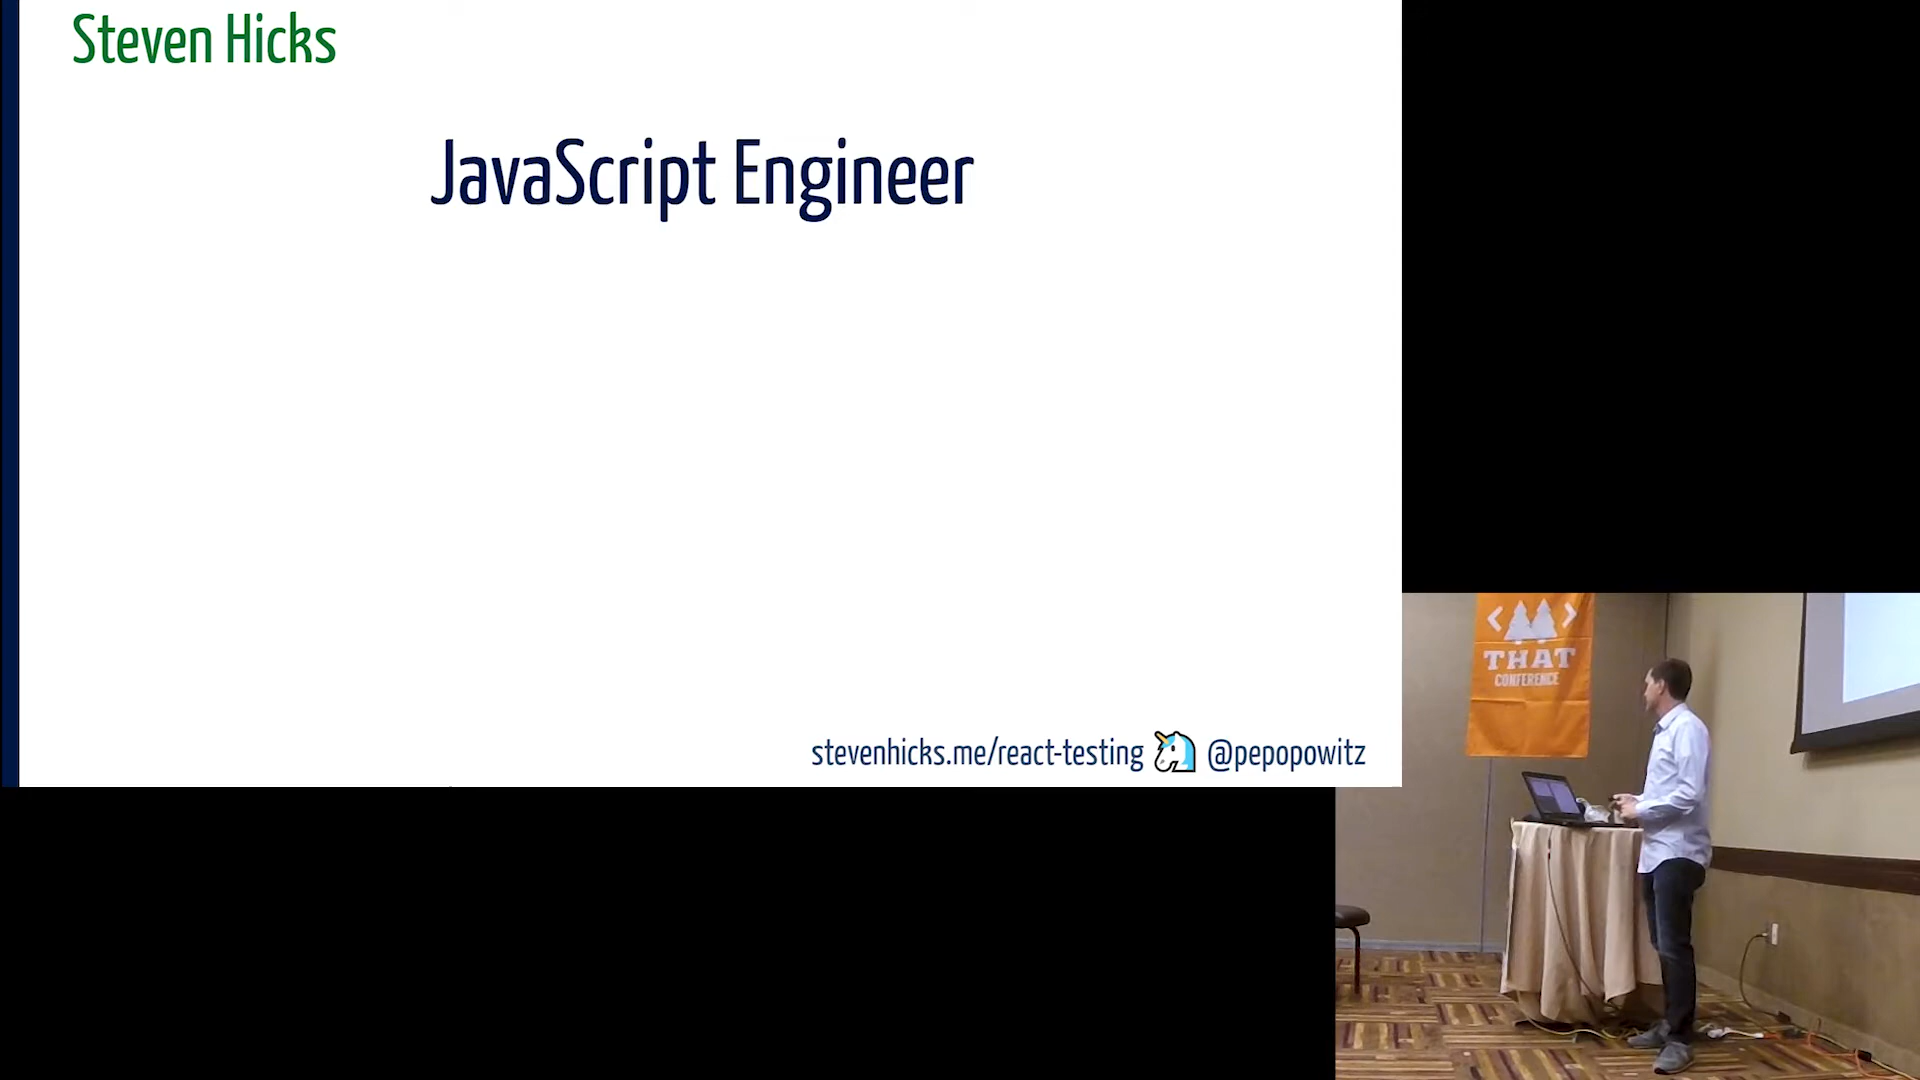 Steven Hicks
JavaScript Engineer
stevenhicks.me/react-testing @pepopowitz
< >
THAT
CONFERENCE